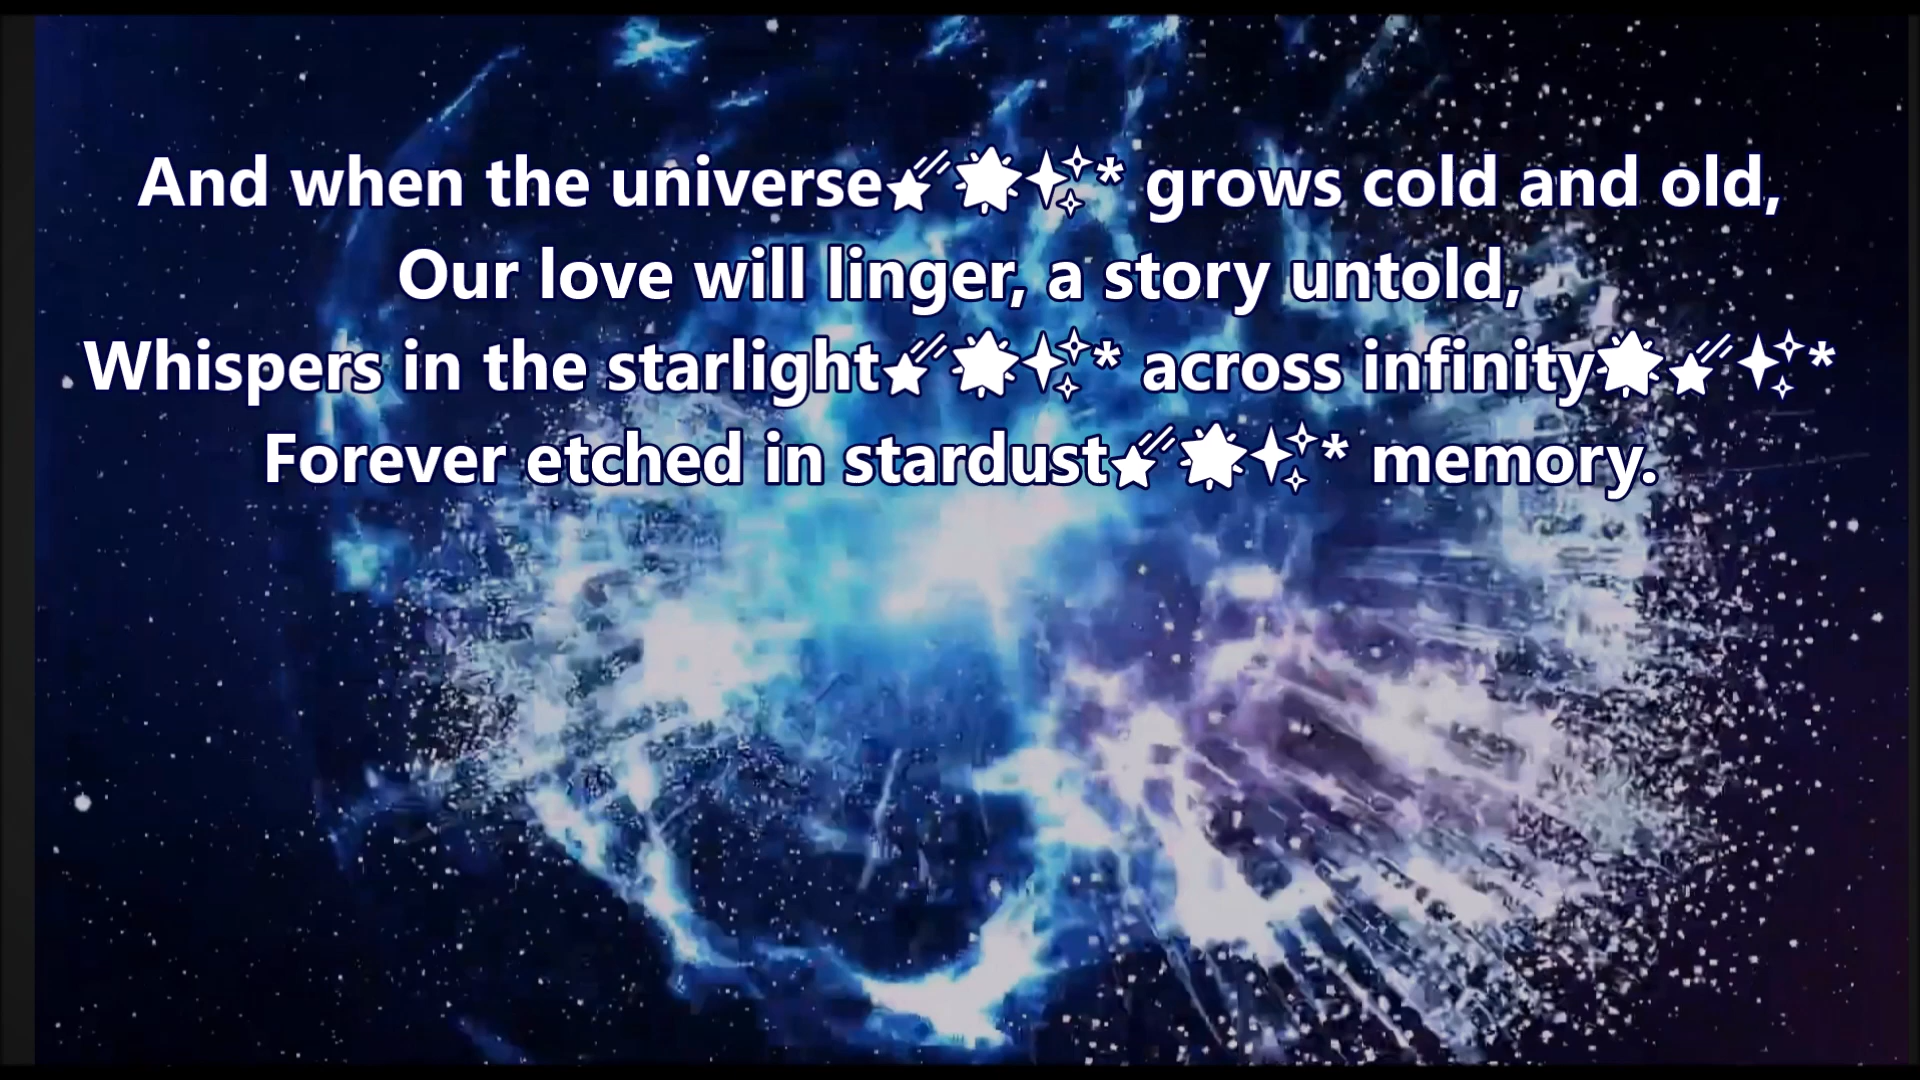 And when the universe☄🌟✨* grows cold and old,
Our love will linger, a story untold,
Whispers in the starlight☄🌟✨* across infinity🌟☄✨*
Forever etched in stardust☄🌟✨* memory.